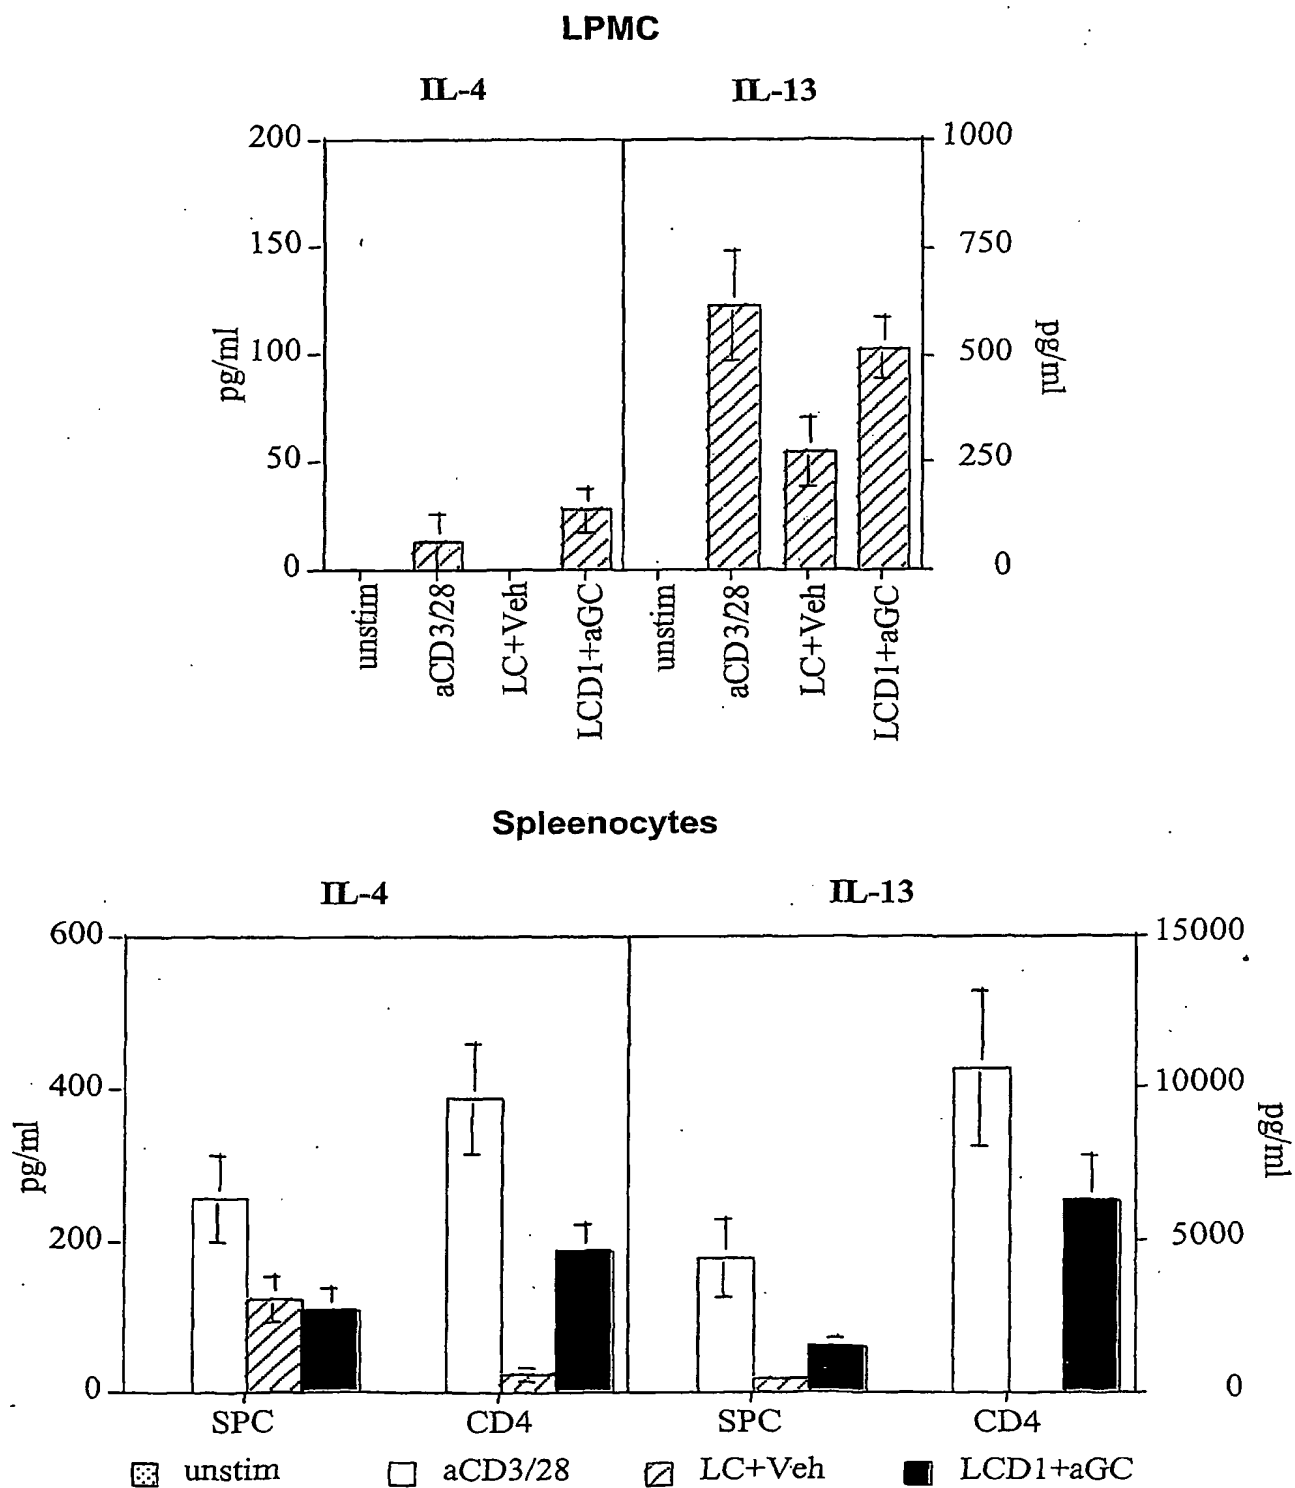 LPMC
IL-4 IL-13
200 1000
150 750
100 500
50 250
0 0
pg/ml pg/ml
unstim aCD3/28 LC+Veh LCD1+aGC unstim aCD3/28 LC+Veh LCD1+aGC
Spleenocytes
IL-4 IL-13
600 15000
400 10000
200 5000
0 0
pg/ml pg/ml
SPC CD4 SPC CD4
unstim aCD3/28 LC+Veh LCD1+aGC